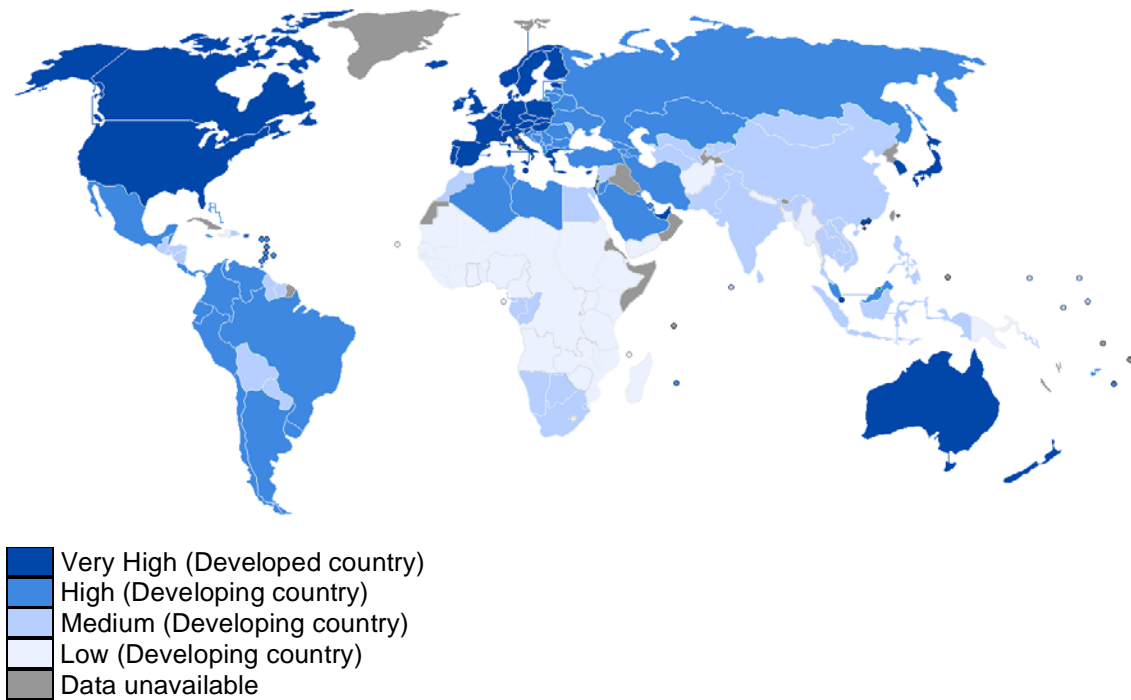 Very High (Developed country)
High (Developing country)
Medium (Developing country)
Low (Developing country)
Data unavailable